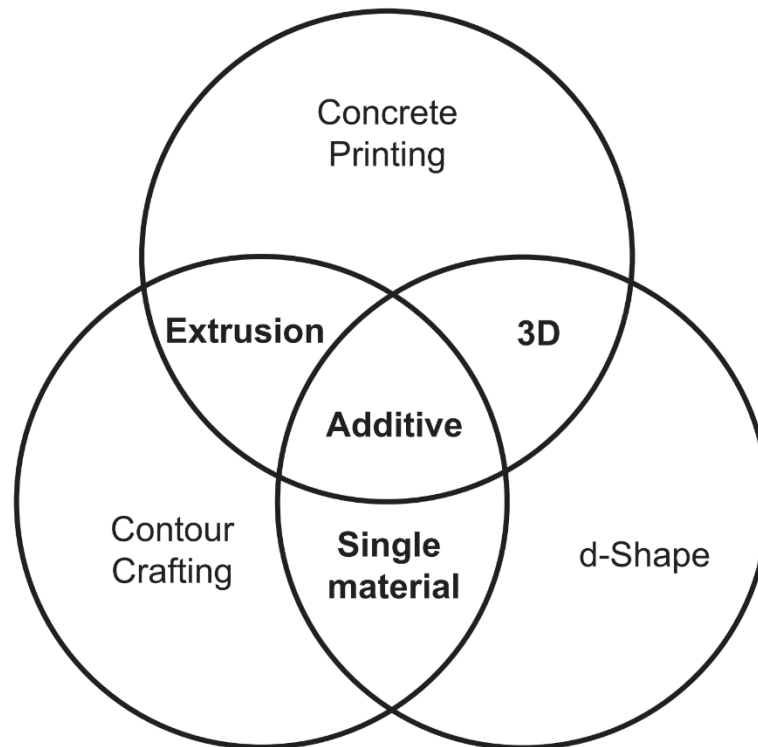 Concrete
Printing
Extrusion
3D
Additive
Contour
Crafting
Single
material
d-Shape